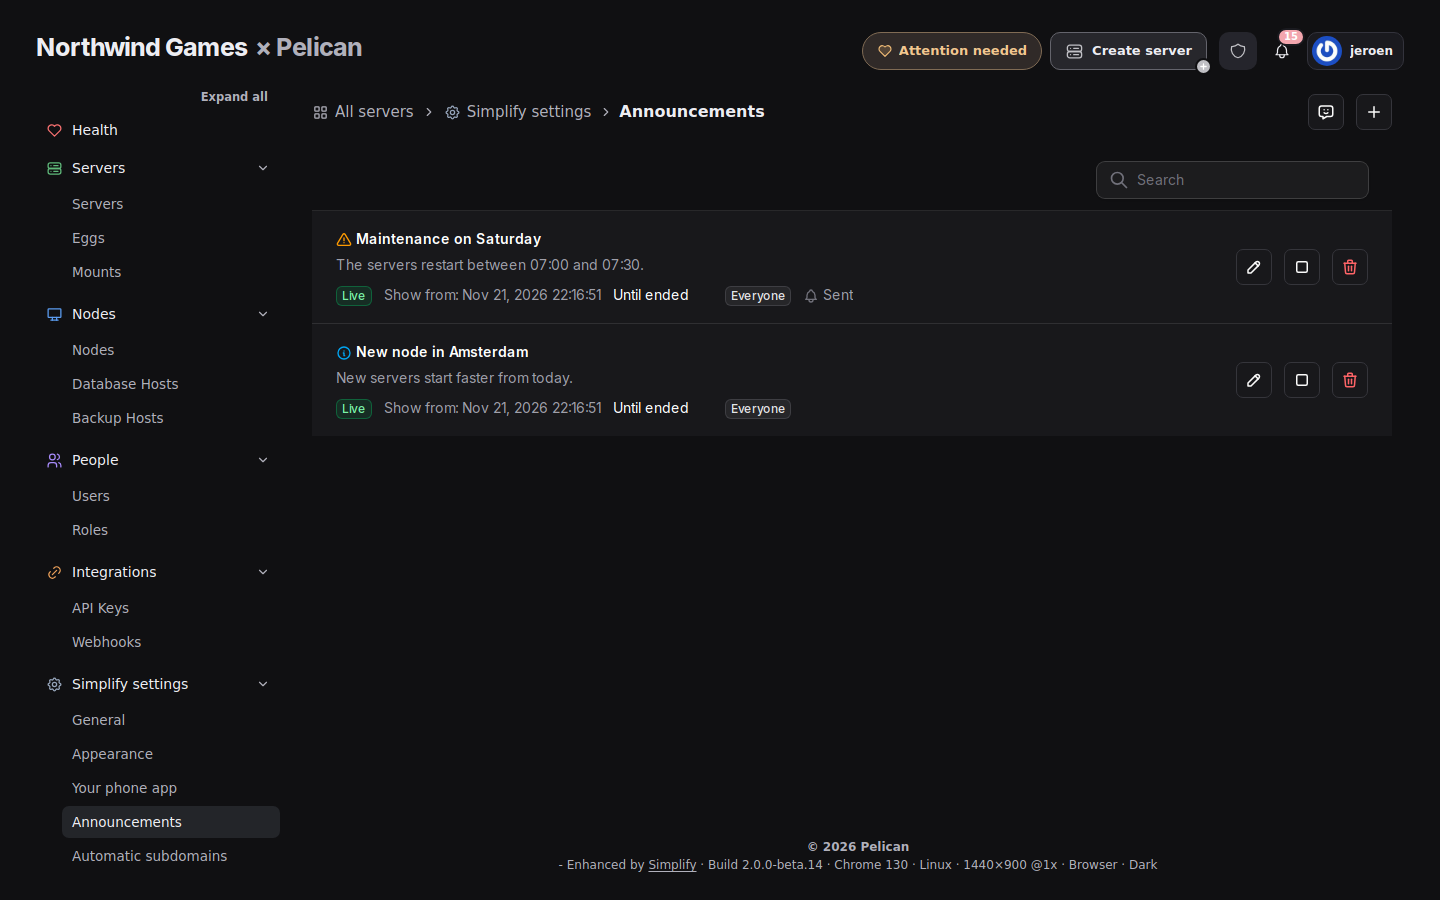 Northwind Games × Pelican
Attention needed
Create server
15
jeroen
Expand all
Health
Servers
Servers
Eggs
Mounts
Nodes
Nodes
Database Hosts
Backup Hosts
People
Users
Roles
Integrations
API Keys
Webhooks
Simplify settings
General
Appearance
Your phone app
Announcements
Automatic subdomains
All servers > Simplify settings > Announcements
Search
Maintenance on Saturday
The servers restart between 07:00 and 07:30.
Live Show from: Nov 21, 2026 22:16:51 Until ended Everyone Sent
New node in Amsterdam
New servers start faster from today.
Live Show from: Nov 21, 2026 22:16:51 Until ended Everyone
© 2026 Pelican
- Enhanced by Simplify · Build 2.0.0-beta.14 · Chrome 130 · Linux · 1440×900 @1x · Browser · Dark